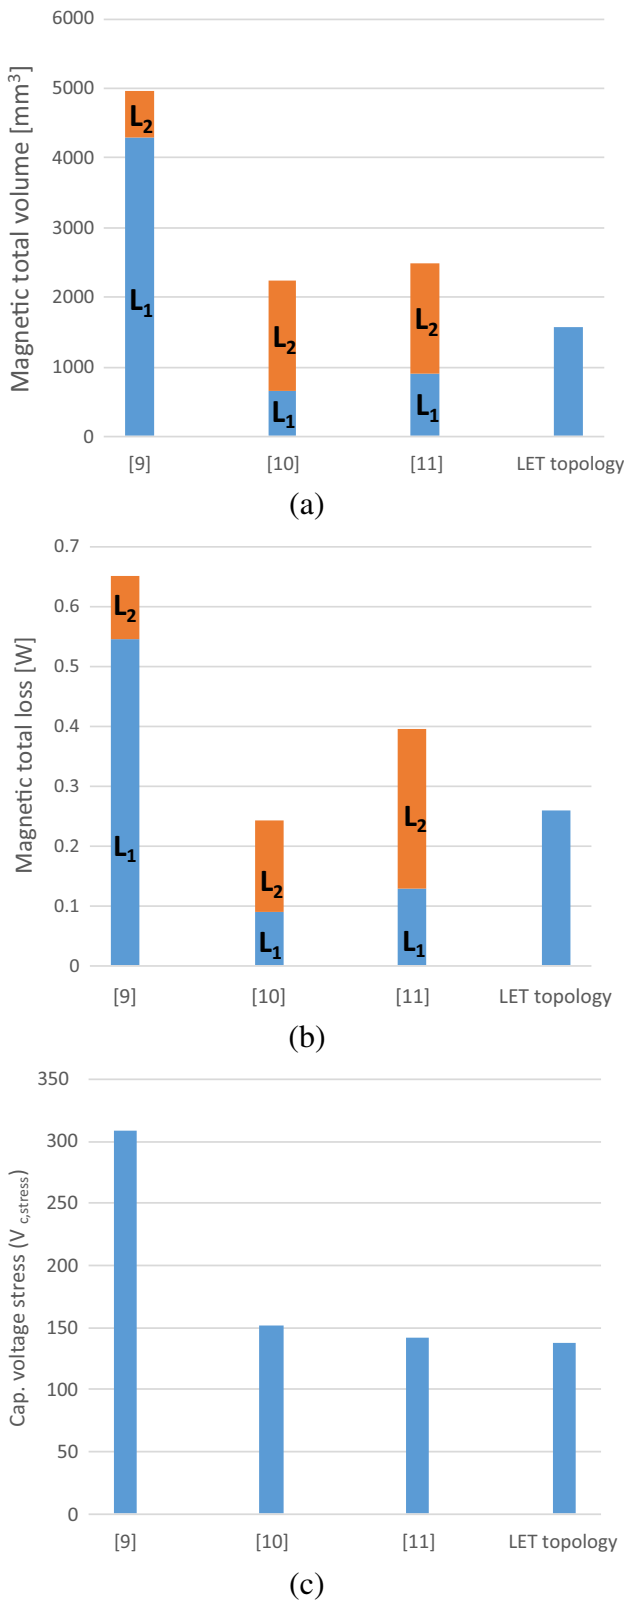 Magnetic total volume [mm³]
6000
5000
4000
3000
2000
1000
0
L₂
L₁
L₂
L₁
L₂
L₁
[9] [10] [11] LET topology
(a)
Magnetic total loss [W]
0.7
0.6
0.5
0.4
0.3
0.2
0.1
0
L₂
L₁
L₂
L₁
L₂
L₁
[9] [10] [11] LET topology
(b)
Cap. voltage stress (V c,stress)
350
300
250
200
150
100
50
0
[9] [10] [11] LET topology
(c)